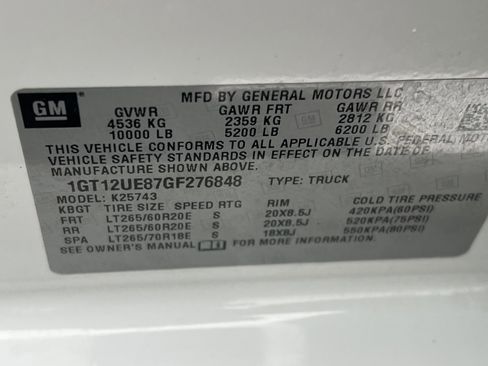 GM
MFD BY GENERAL MOTORS LLC
GVWR GAWR FRT GAWR RR
4536 KG 2359 KG 2812 KG
10000 LB 5200 LB 6200 LB
THIS VEHICLE CONFORMS TO ALL APPLICABLE U.S. FEDERAL MOTOR
VEHICLE SAFETY STANDARDS IN EFFECT ON THE DATE OF
MANUFACTURE SHOWN ABOVE.
1GT12UE87GF276848 TYPE: TRUCK
MODEL: K25743
KBGT TIRE SIZE SPEED RTG RIM COLD TIRE PRESSURE
FRT LT265/60R20E S 20X8.5J 420KPA(60PSI)
RR LT265/60R20E S 20X8.5J 520KPA(75PSI)
SPA LT265/70R18E S 18X8J 550KPA(80PSI)
SEE OWNER'S MANUAL FOR MORE INFORMATION.